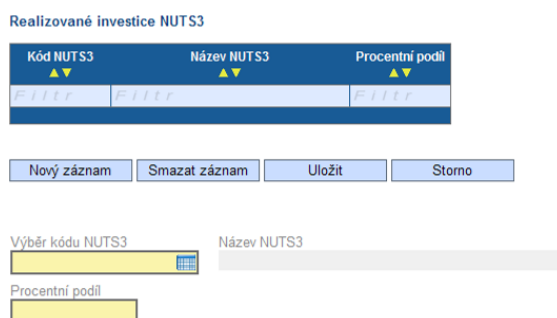 Realizované investice NUTS3
Kód NUTS3 Název NUTS3 Procentní podíl
Filtr Filtr Filtr
Nový záznam Smazat záznam Uložit Storno
Výběr kódu NUTS3 Název NUTS3
Procentní podíl